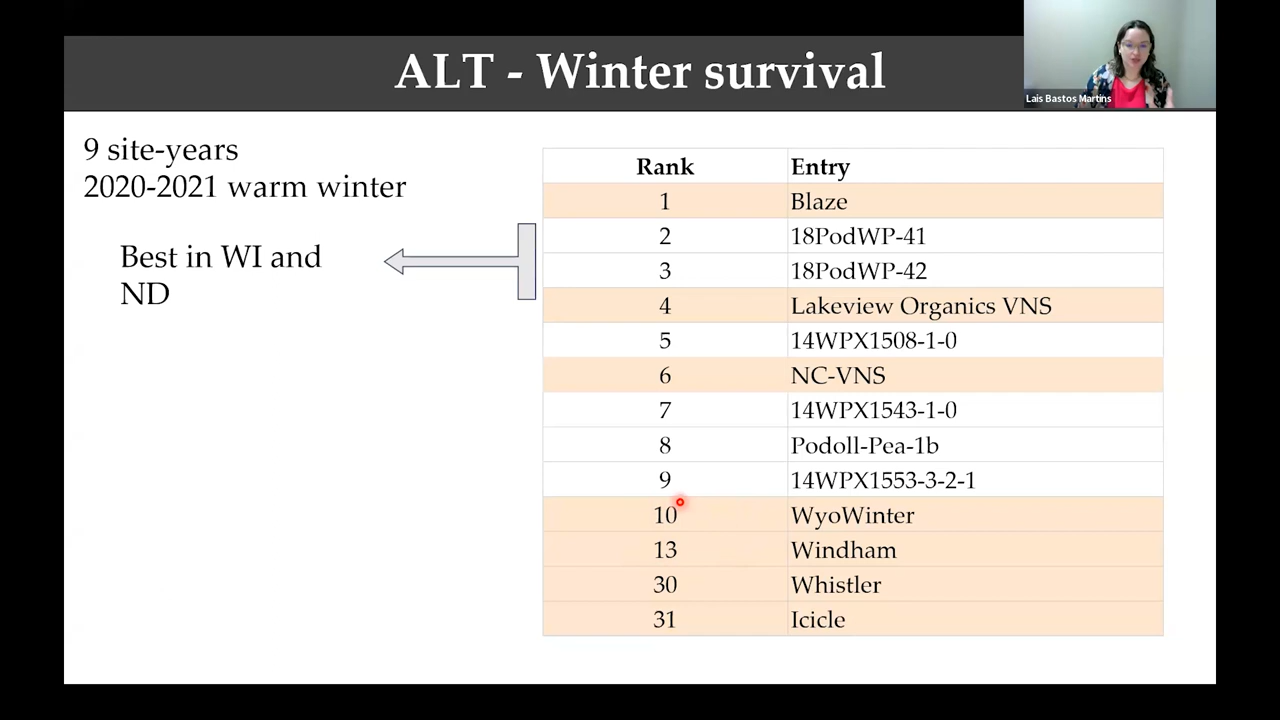 ALT - Winter survival
Lais Bastos Martins
9 site-years
2020-2021 warm winter
Best in WI and
ND
Rank Entry
1 Blaze
2 18PodWP-41
3 18PodWP-42
4 Lakeview Organics VNS
5 14WPX1508-1-0
6 NC-VNS
7 14WPX1543-1-0
8 Podoll-Pea-1b
9 14WPX1553-3-2-1
10 WyoWinter
13 Windham
30 Whistler
31 Icicle